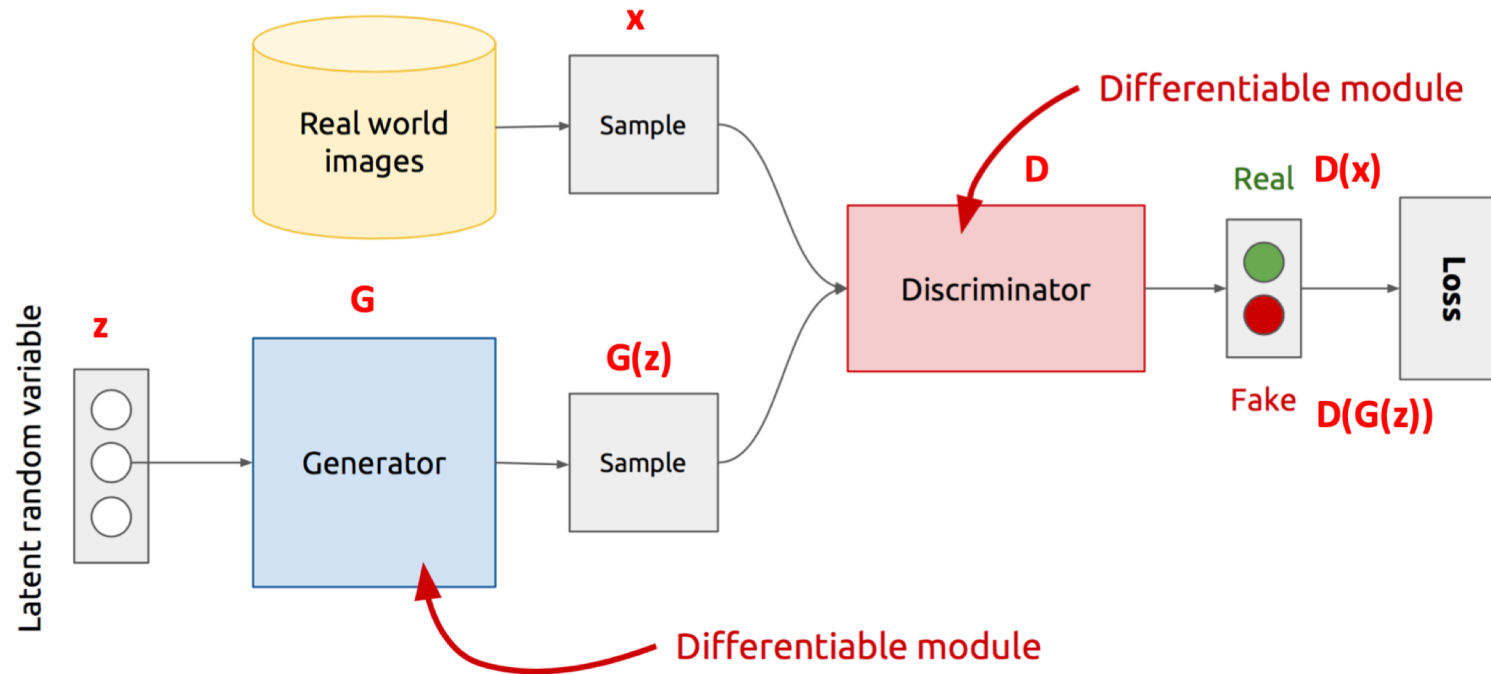 x
Real world
images
Sample
Differentiable module
D
Real
D(x)
Discriminator
Loss
Latent random variable
z
G
Generator
G(z)
Sample
Fake
D(G(z))
Differentiable module